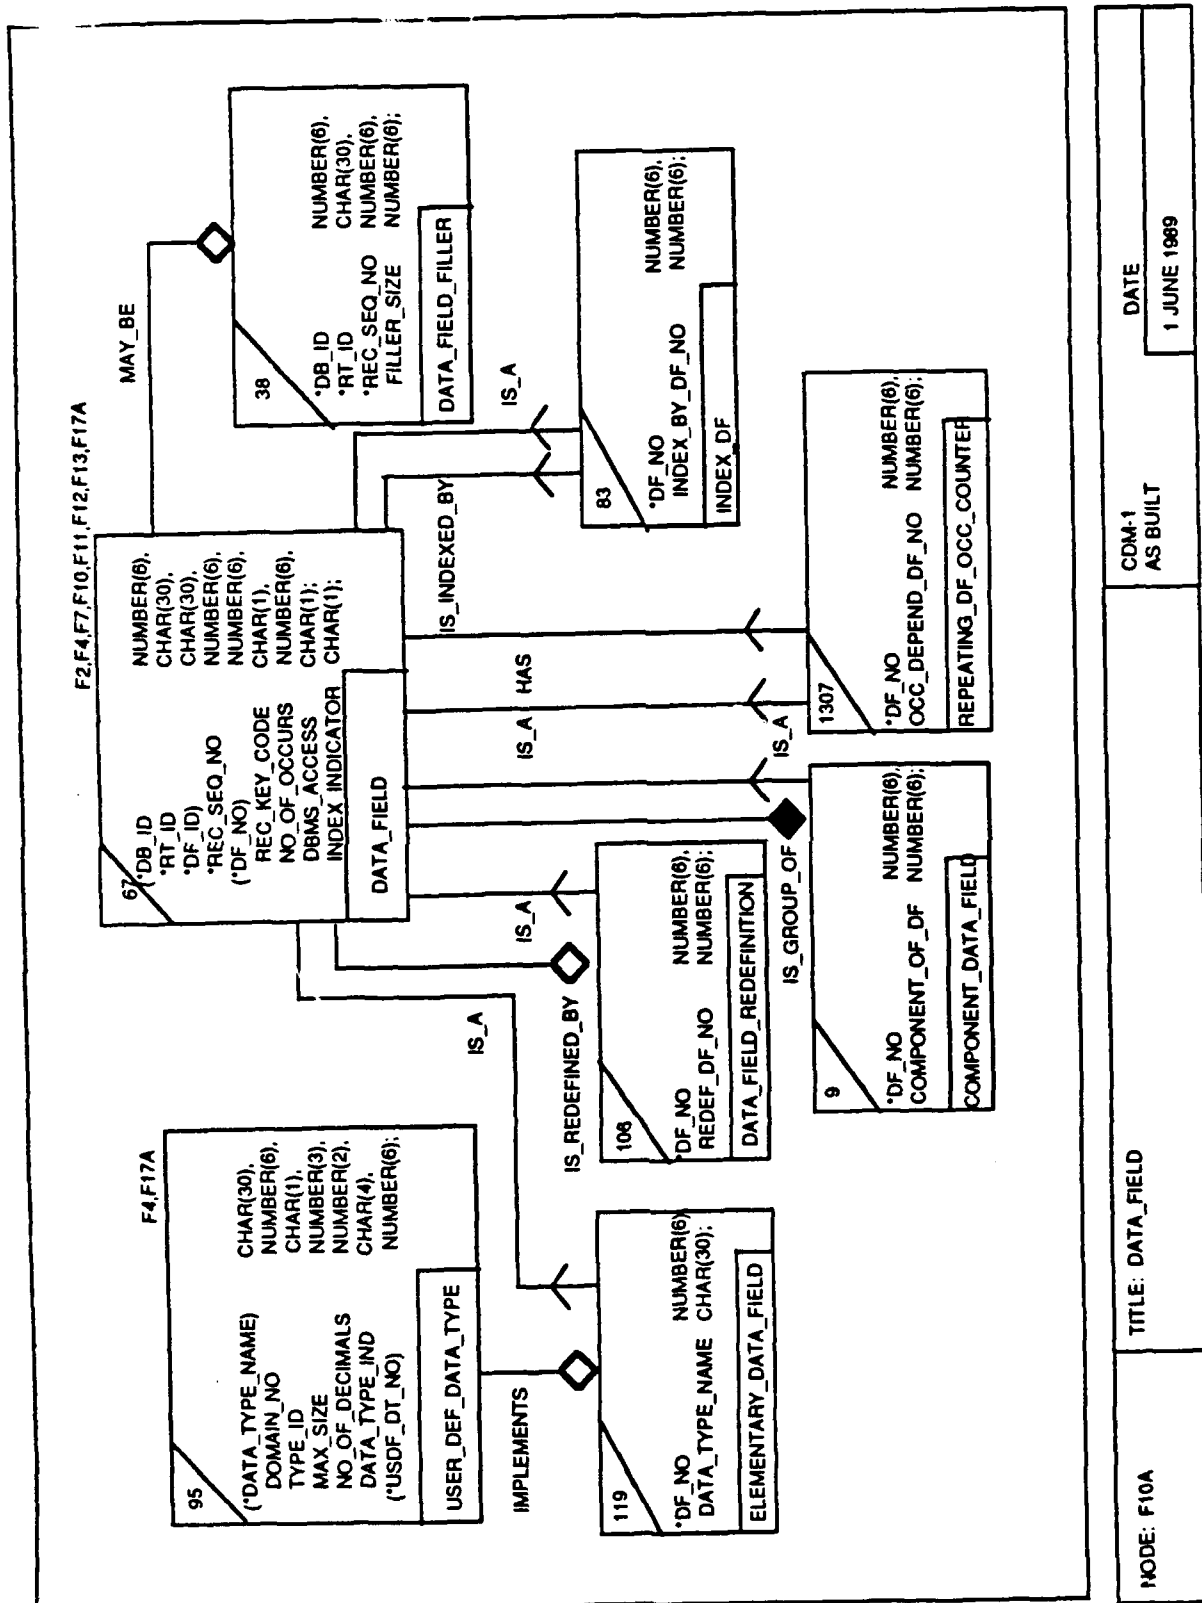 F4,F17A
95
(*DATA_TYPE_NAME) CHAR(30),
DOMAIN_NO NUMBER(6),
TYPE_ID CHAR(1),
MAX_SIZE NUMBER(3),
NO_OF_DECIMALS NUMBER(2),
DATA_TYPE_IND CHAR(4),
(*USDF_DT_NO) NUMBER(6);
USER_DEF_DATA_TYPE
IMPLEMENTS
119
*DF_NO NUMBER(6),
DATA_TYPE_NAME CHAR(30);
ELEMENTARY_DATA_FIELD
F2,F4,F7,F10,F11,F12,F13,F17A
67
(*DB_ID NUMBER(6),
*RT_ID CHAR(30),
*DF_ID) CHAR(30),
*REC_SEQ_NO NUMBER(6),
(*DF_NO) NUMBER(6),
REC_KEY_CODE CHAR(1),
NO_OF_OCCURS NUMBER(6),
DBMS_ACCESS CHAR(1);
INDEX_INDICATOR CHAR(1);
DATA_FIELD
MAY_BE
38
*DB_ID NUMBER(6),
*RT_ID CHAR(30),
*REC_SEQ_NO NUMBER(6),
FILLER_SIZE NUMBER(6);
DATA_FIELD_FILLER
IS_A
IS_REDEFINED_BY
IS_A
IS_A
HAS
IS_INDEXED_BY
IS_A
108
*DF_NO NUMBER(6),
REDEF_DF_NO NUMBER(6);
DATA_FIELD_REDEFINITION
83
*DF_NO NUMBER(6),
INDEX_BY_DF_NO NUMBER(6);
INDEX_DF
IS_GROUP_OF
IS_A
9
*DF_NO NUMBER(6),
COMPONENT_OF_DF NUMBER(6);
COMPONENT_DATA_FIELD
1307
*DF_NO NUMBER(6),
OCC_DEPEND_DF_NO NUMBER(6);
REPEATING_DF_OCC_COUNTER
NODE: F10A
TITLE: DATA_FIELD
CDM-1
AS BUILT
DATE
1 JUNE 1989